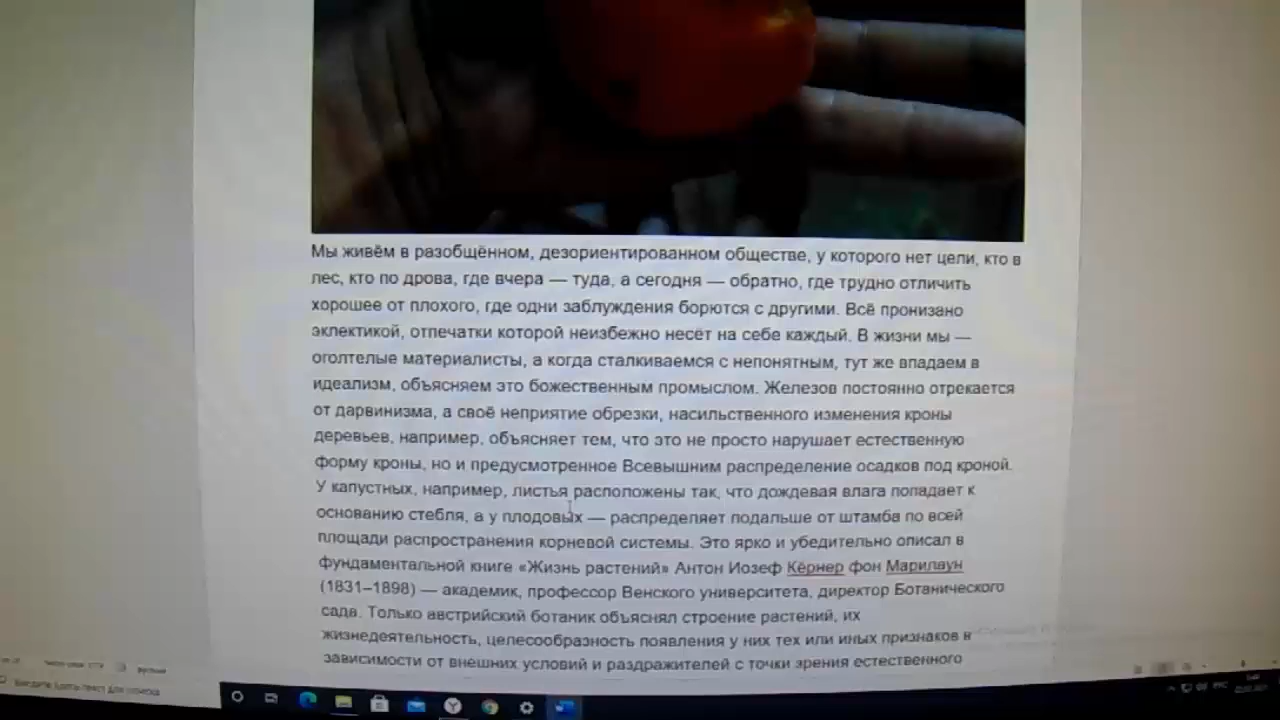 Мы живём в разобщённом, дезориентированном обществе, у которого нет цели, кто в
лес, кто по дрова, где вчера — туда, а сегодня — обратно, где трудно отличить
хорошее от плохого, где одни заблуждения борются с другими. Всё пронизано
эклектикой, отпечатки которой неизбежно несёт на себе каждый. В жизни мы —
оголтелые материалисты, а когда сталкиваемся с непонятным, тут же впадаем в
идеализм, объясняем это божественным промыслом. Железов постоянно отрекается
от дарвинизма, а своё неприятие обрезки, насильственного изменения кроны
деревьев, например, объясняет тем, что это не просто нарушает естественную
форму кроны, но и предусмотренное Всевышним распределение осадков под кроной.
У капустных, например, листья расположены так, что дождевая влага попадает к
основанию стебля, а у плодовых — распределяет подальше от штамба по всей
площади распространения корневой системы. Это ярко и убедительно описал в
фундаментальной книге «Жизнь растений» Антон Иозеф Кёрнер фон Марилаун
(1831–1898) — академик, профессор Венского университета, директор Ботанического
сада. Только австрийский ботаник объяснял строение растений, их
жизнедеятельность, целесообразность появления у них тех или иных признаков в
зависимости от внешних условий и раздражителей с точки зрения естественного
русский
РУС